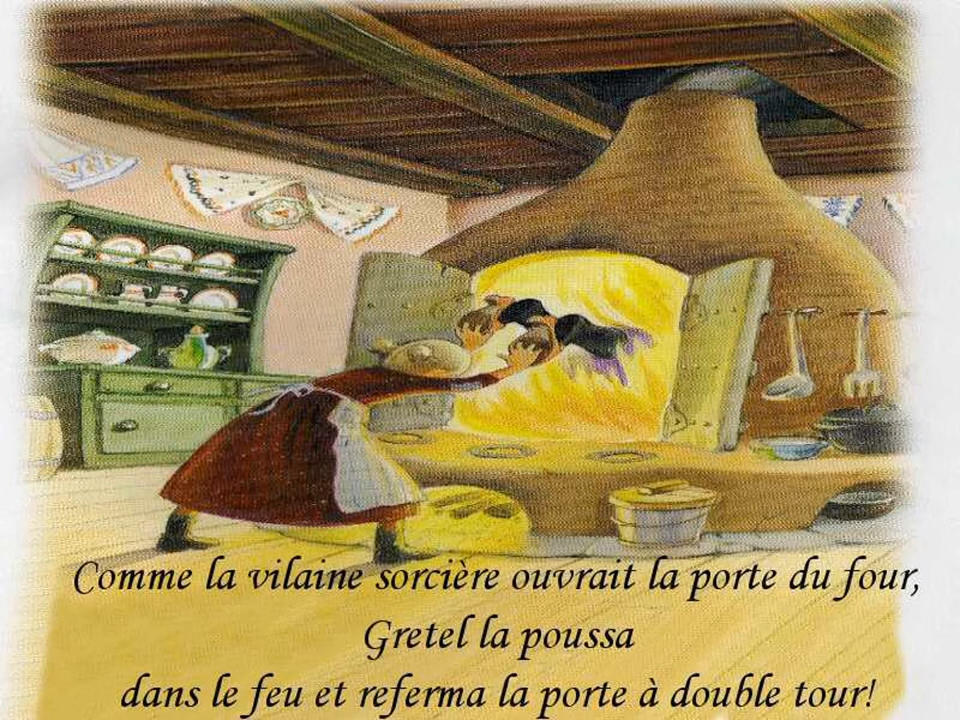 Comme la vilaine sorcière ouvrait la porte du four,
Gretel la poussa
dans le feu et referma la porte à double tour!